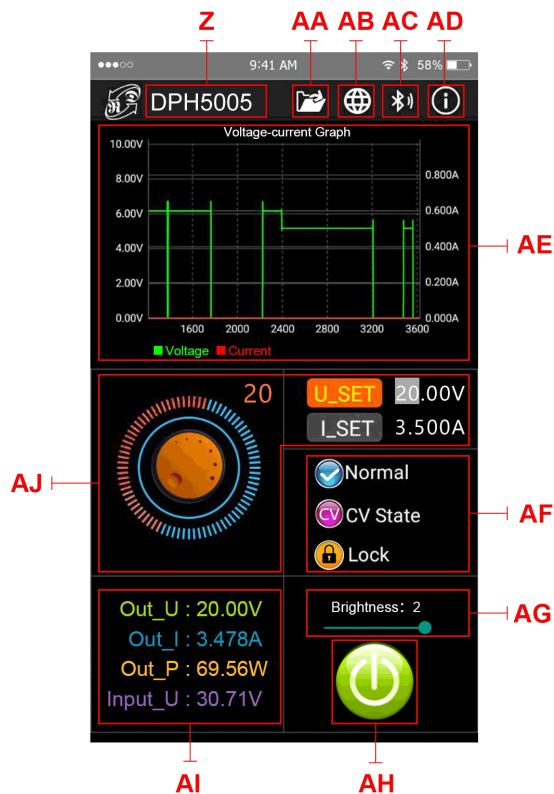 Z AA AB AC AD
9:41 AM 58%
DPH5005
Voltage-current Graph
10.00V
8.00V
6.00V
4.00V
2.00V
0.00V
0.800A
0.600A
0.400A
0.200A
0.000A
1600 2000 2400 2800 3200 3600
Voltage Current
AE
20
U_SET 20.00V
I_SET 3.500A
AJ
Normal
CV CV State
Lock
AF
Out_U : 20.00V
Out_I : 3.478A
Out_P : 69.56W
Input_U : 30.71V
Brightness: 2
AG
AI
AH